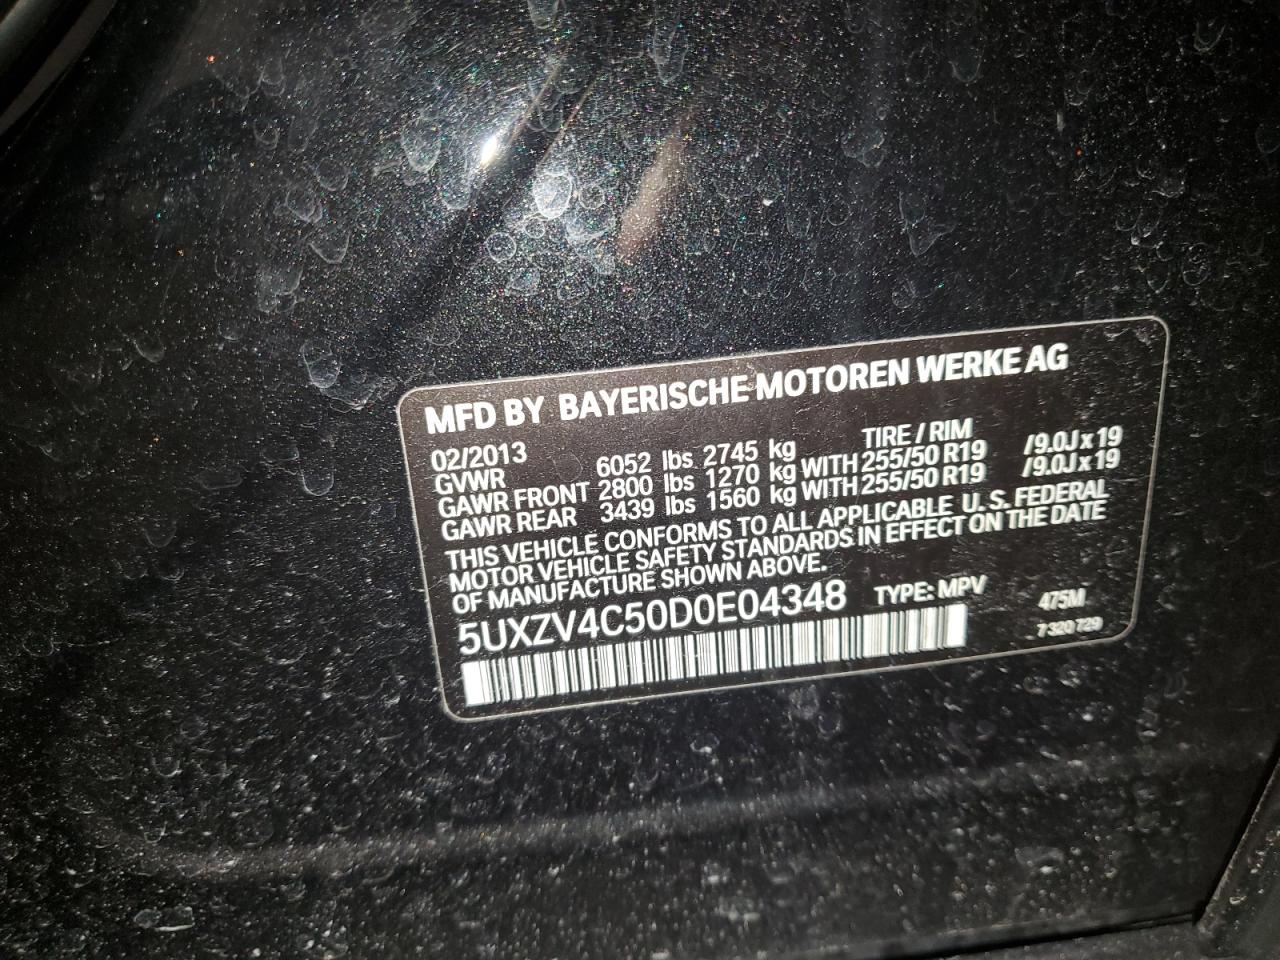 MFD BY BAYERISCHE MOTOREN WERKE AG
02/2013 TIRE / RIM
GVWR 6052 lbs 2745 kg
GAWR FRONT 2800 lbs 1270 kg WITH 255/50 R19 /9.0J x 19
GAWR REAR 3439 lbs 1560 kg WITH 255/50 R19 /9.0J x 19
THIS VEHICLE CONFORMS TO ALL APPLICABLE U. S. FEDERAL
MOTOR VEHICLE SAFETY STANDARDS IN EFFECT ON THE DATE
OF MANUFACTURE SHOWN ABOVE.
5UXZV4C50D0E04348 TYPE: MPV 475M
7 320 729